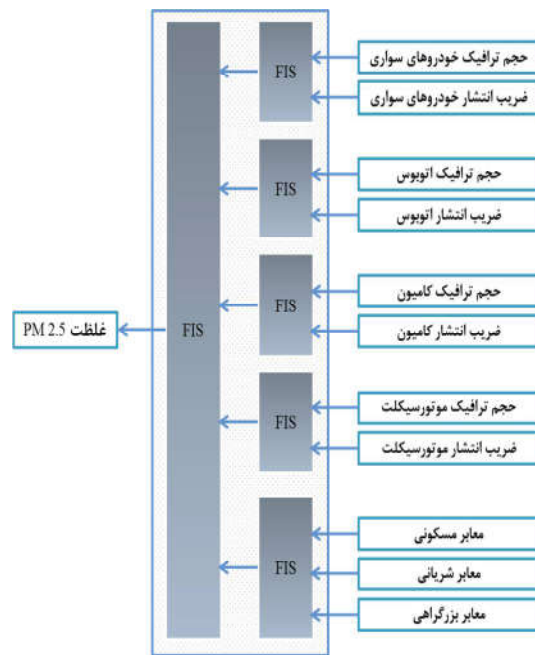 حجم ترافیک خودروهای سواری
ضریب انتشار خودروهای سواری
FIS
حجم ترافیک اتوبوس
ضریب انتشار اتوبوس
FIS
حجم ترافیک کامیون
ضریب انتشار کامیون
FIS
FIS
غلظت PM 2.5
حجم ترافیک موتورسیکلت
ضریب انتشار موتورسیکلت
FIS
معابر مسکونی
معابر شریانی
معابر بزرگراهی
FIS